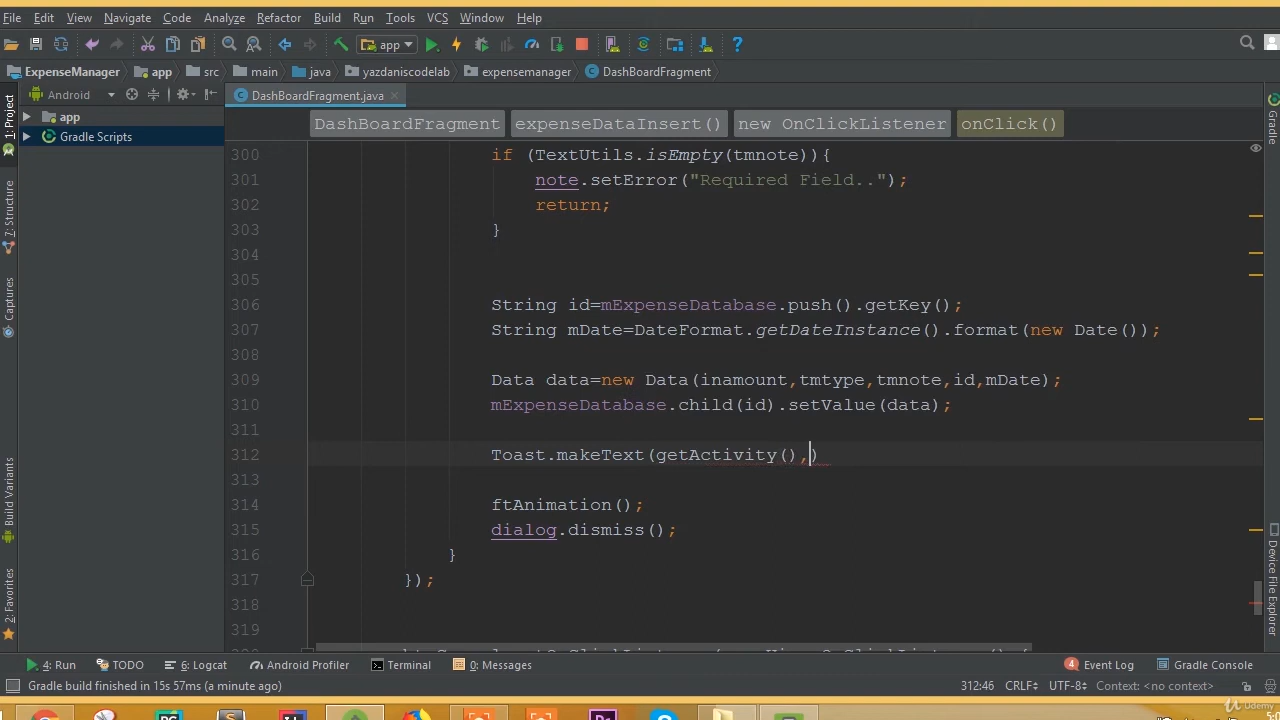 File Edit View Navigate Code Analyze Refactor Build Run Tools VCS Window Help
app
ExpenseManager app src main java yazdaniscodelab expensemanager DashBoardFragment
1: Project
Android
DashBoardFragment.java
Gradle
app
Gradle Scripts
DashBoardFragment expenseDataInsert() new OnClickListener onClick()
7: Structure
Captures
Build Variants
2: Favorites
Device File Explorer
300 if (TextUtils.isEmpty(tmnote)){
301 note.setError("Required Field..");
302 return;
303 }
304
305
306 String id=mExpenseDatabase.push().getKey();
307 String mDate=DateFormat.getDateInstance().format(new Date());
308
309 Data data=new Data(inamount,tmtype,tmnote,id,mDate);
310 mExpenseDatabase.child(id).setValue(data);
311
312 Toast.makeText(getActivity(),)
313
314 ftAnimation();
315 dialog.dismiss();
316 }
317 });
318
319
4: Run TODO 6: Logcat Android Profiler Terminal 0: Messages 4 Event Log Gradle Console
Gradle build finished in 15s 57ms (a minute ago) 312:46 CRLF UTF-8 Context: <no context>
Udemy